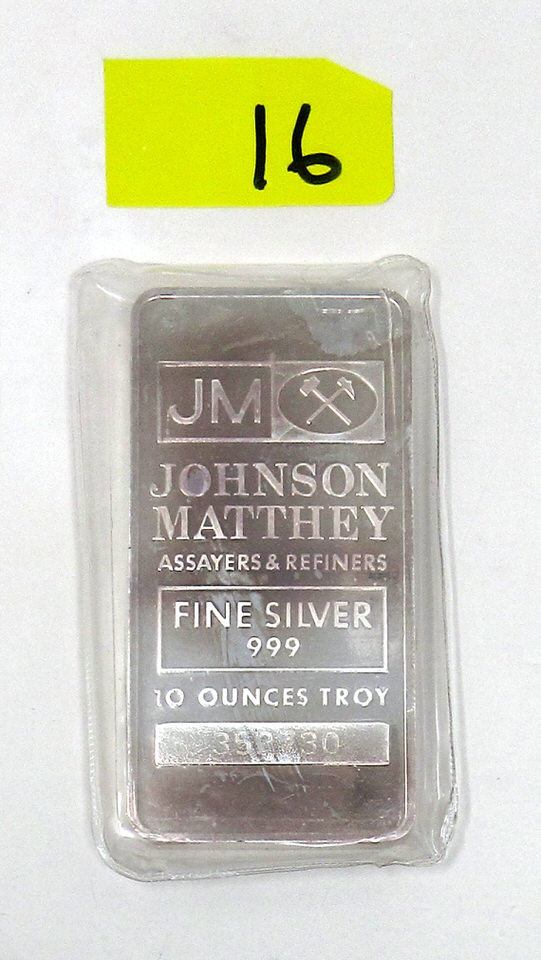 16
JM
JOHNSON
MATTHEY
ASSAYERS & REFINERS
FINE SILVER
999
10 OUNCES TROY